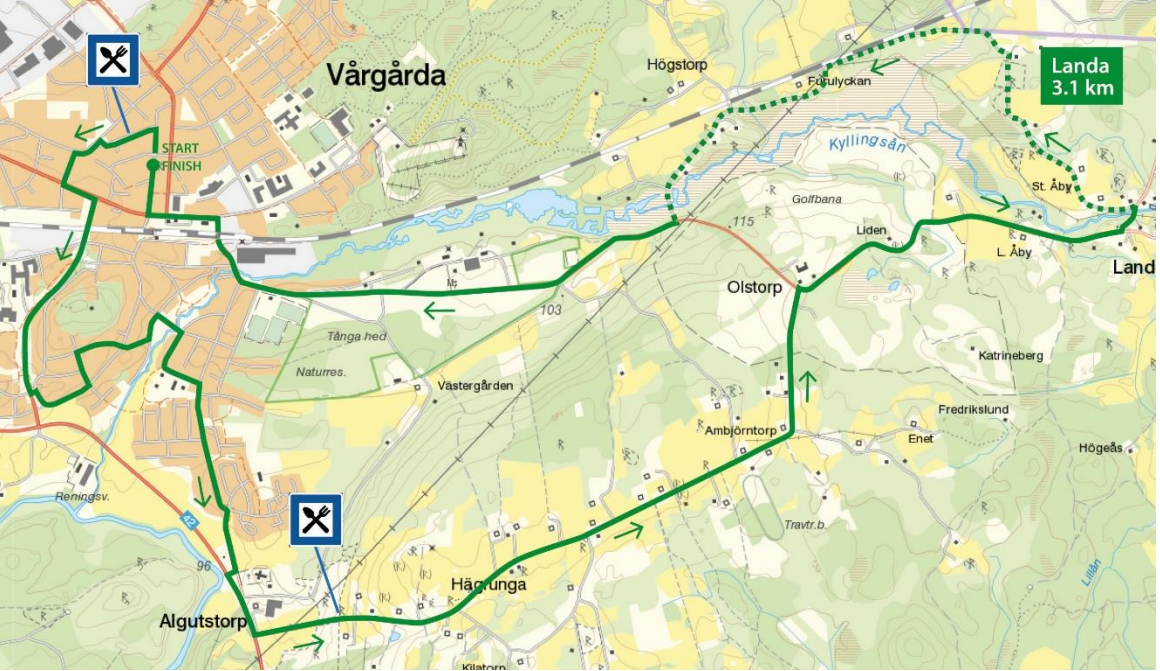 Vårgårda
Högstorp
Landa
3.1 km
Furulyckan
START
FINISH
Kyllingsån
St. Åby
Golfbana
115
Liden
L. Åby
Land
Olstorp
103
Tånga hed
Naturres.
Västergården
Katrineberg
Fredrikslund
Ambjörntorp
Enet
Högeås
Reningsv.
42
Travtr.b.
96
Hägrunga
Lillån
Algutstorp
Kilatorp